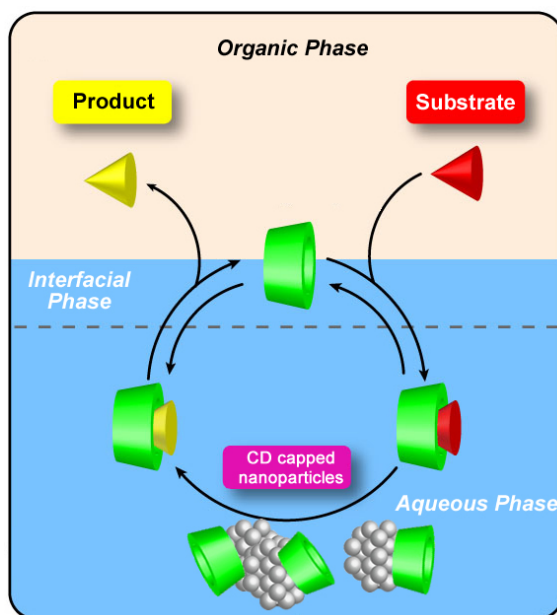 Organic Phase
Product
Substrate
Interfacial
Phase
CD capped
nanoparticles
Aqueous Phase